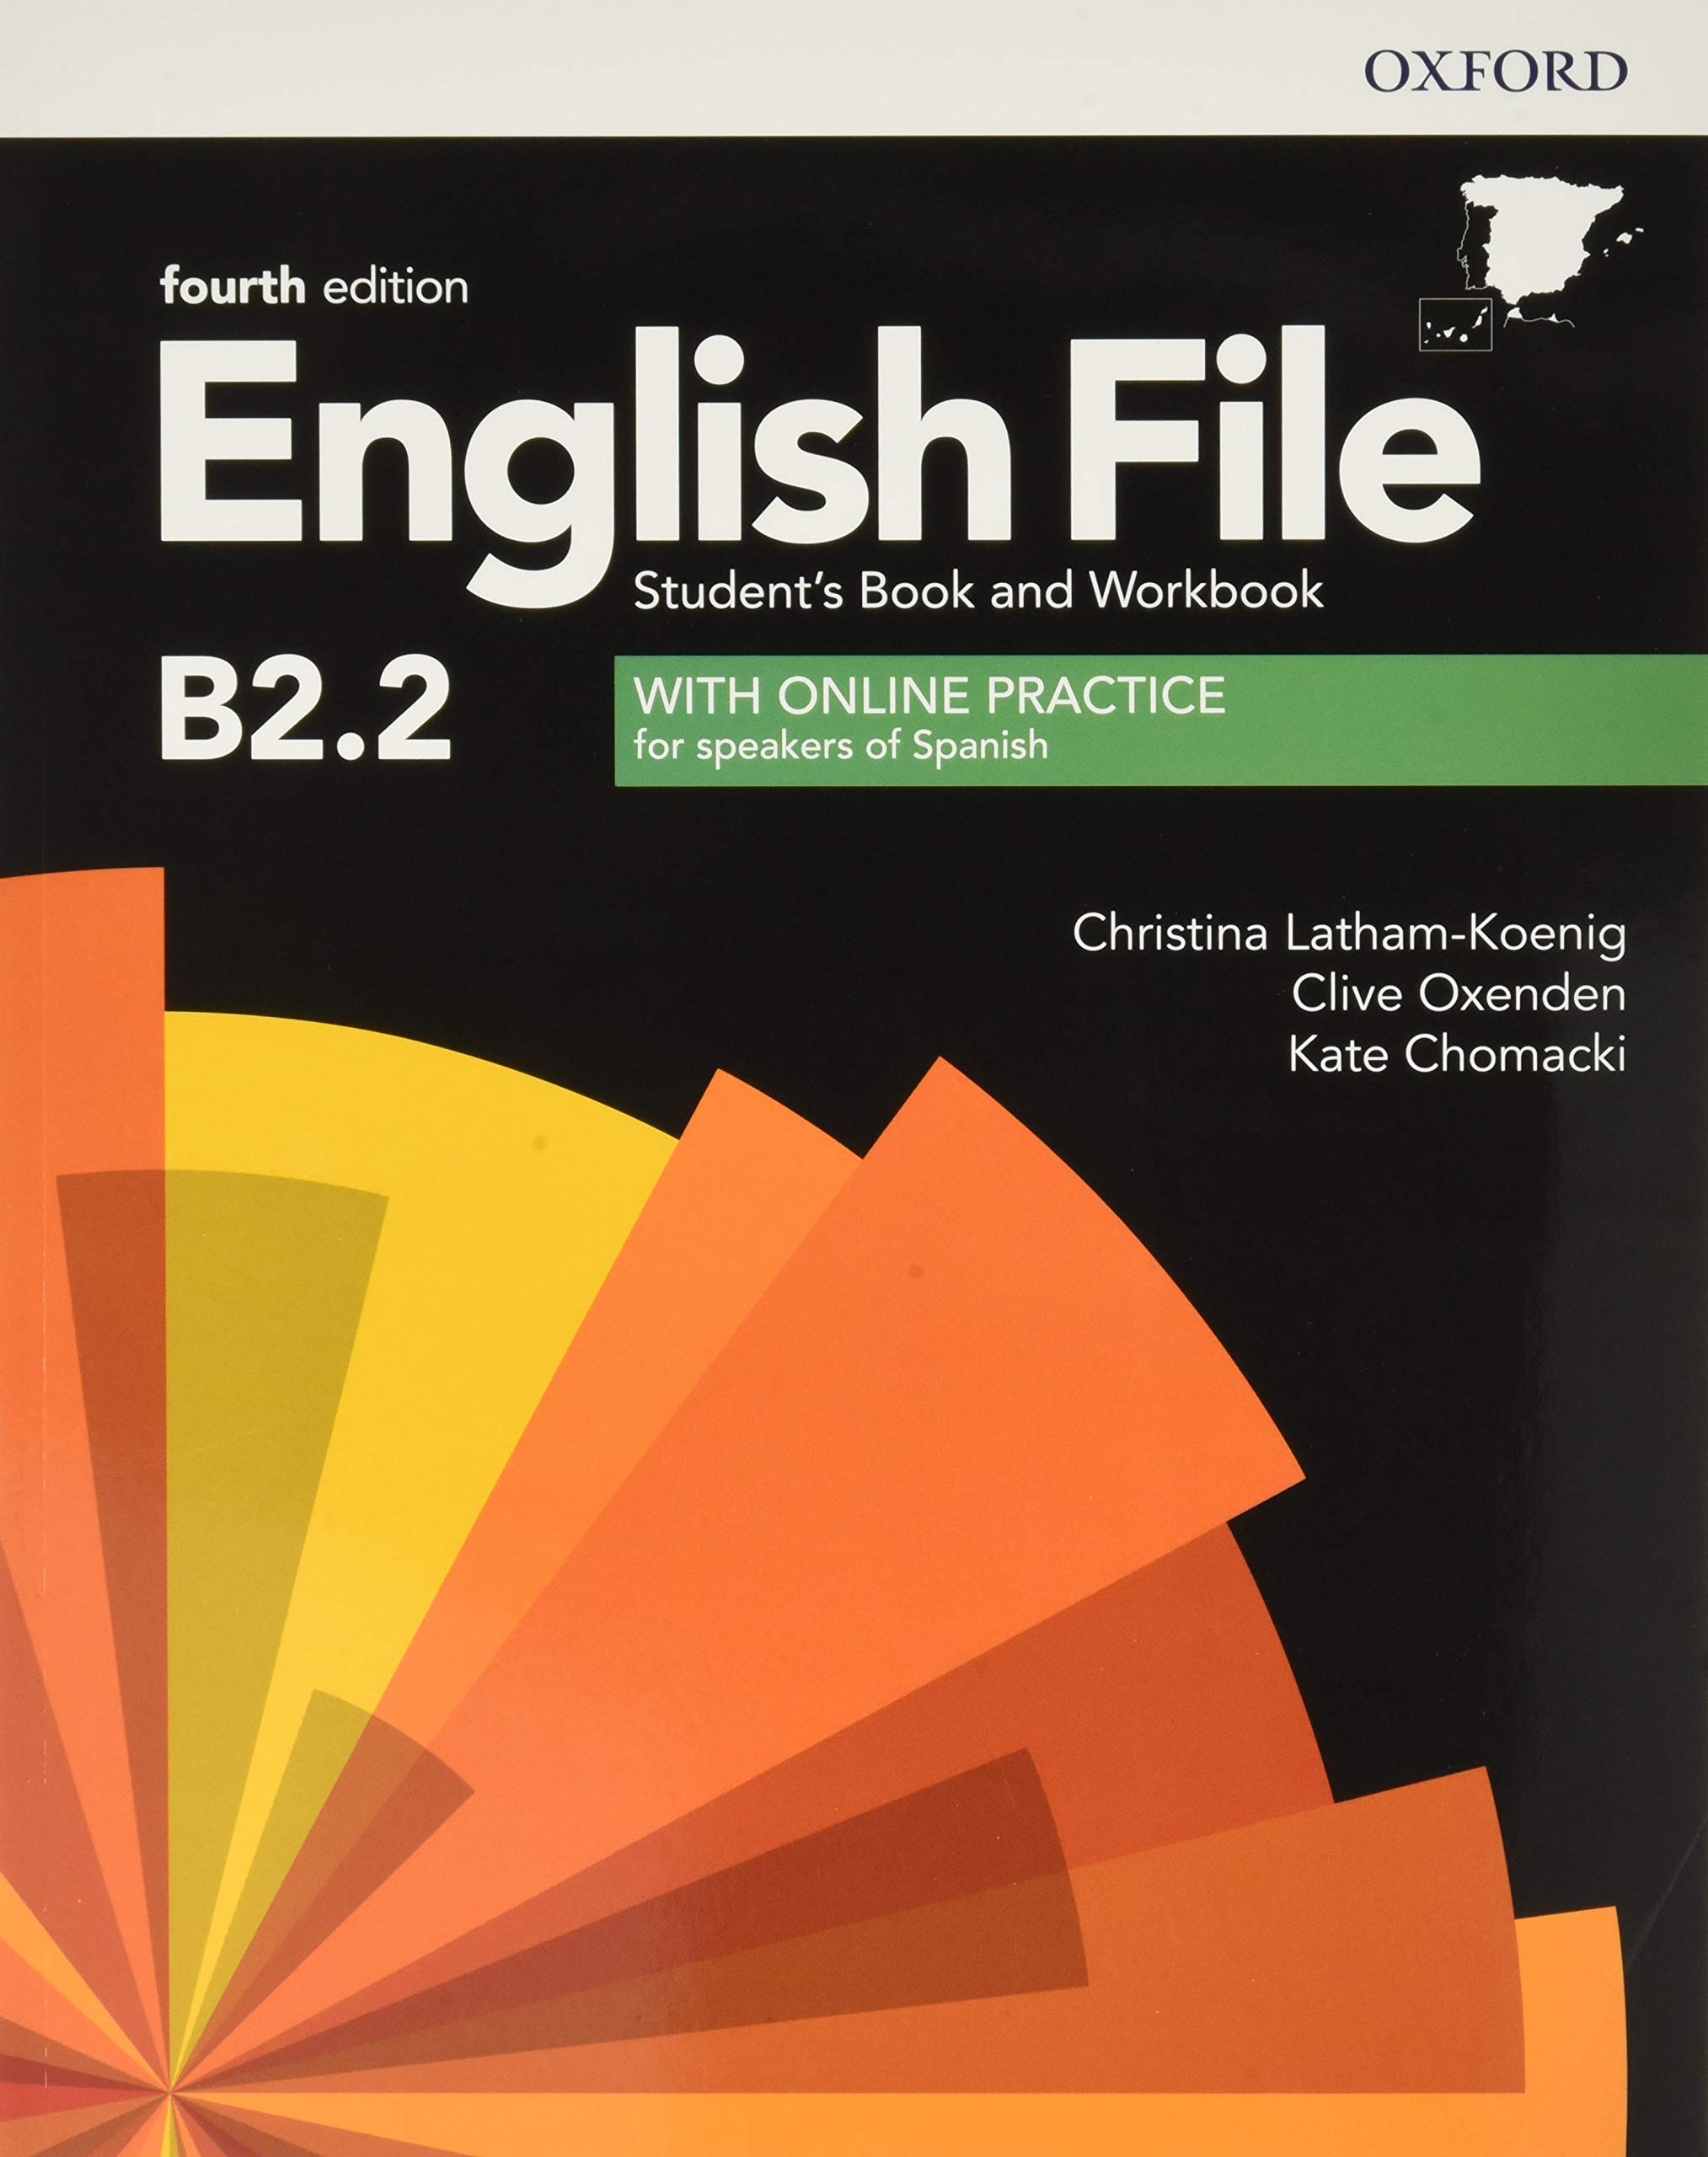 OXFORD
fourth edition
English File
Student's Book and Workbook
B2.2
WITH ONLINE PRACTICE
for speakers of Spanish
Christina Latham-Koenig
Clive Oxenden
Kate Chomacki